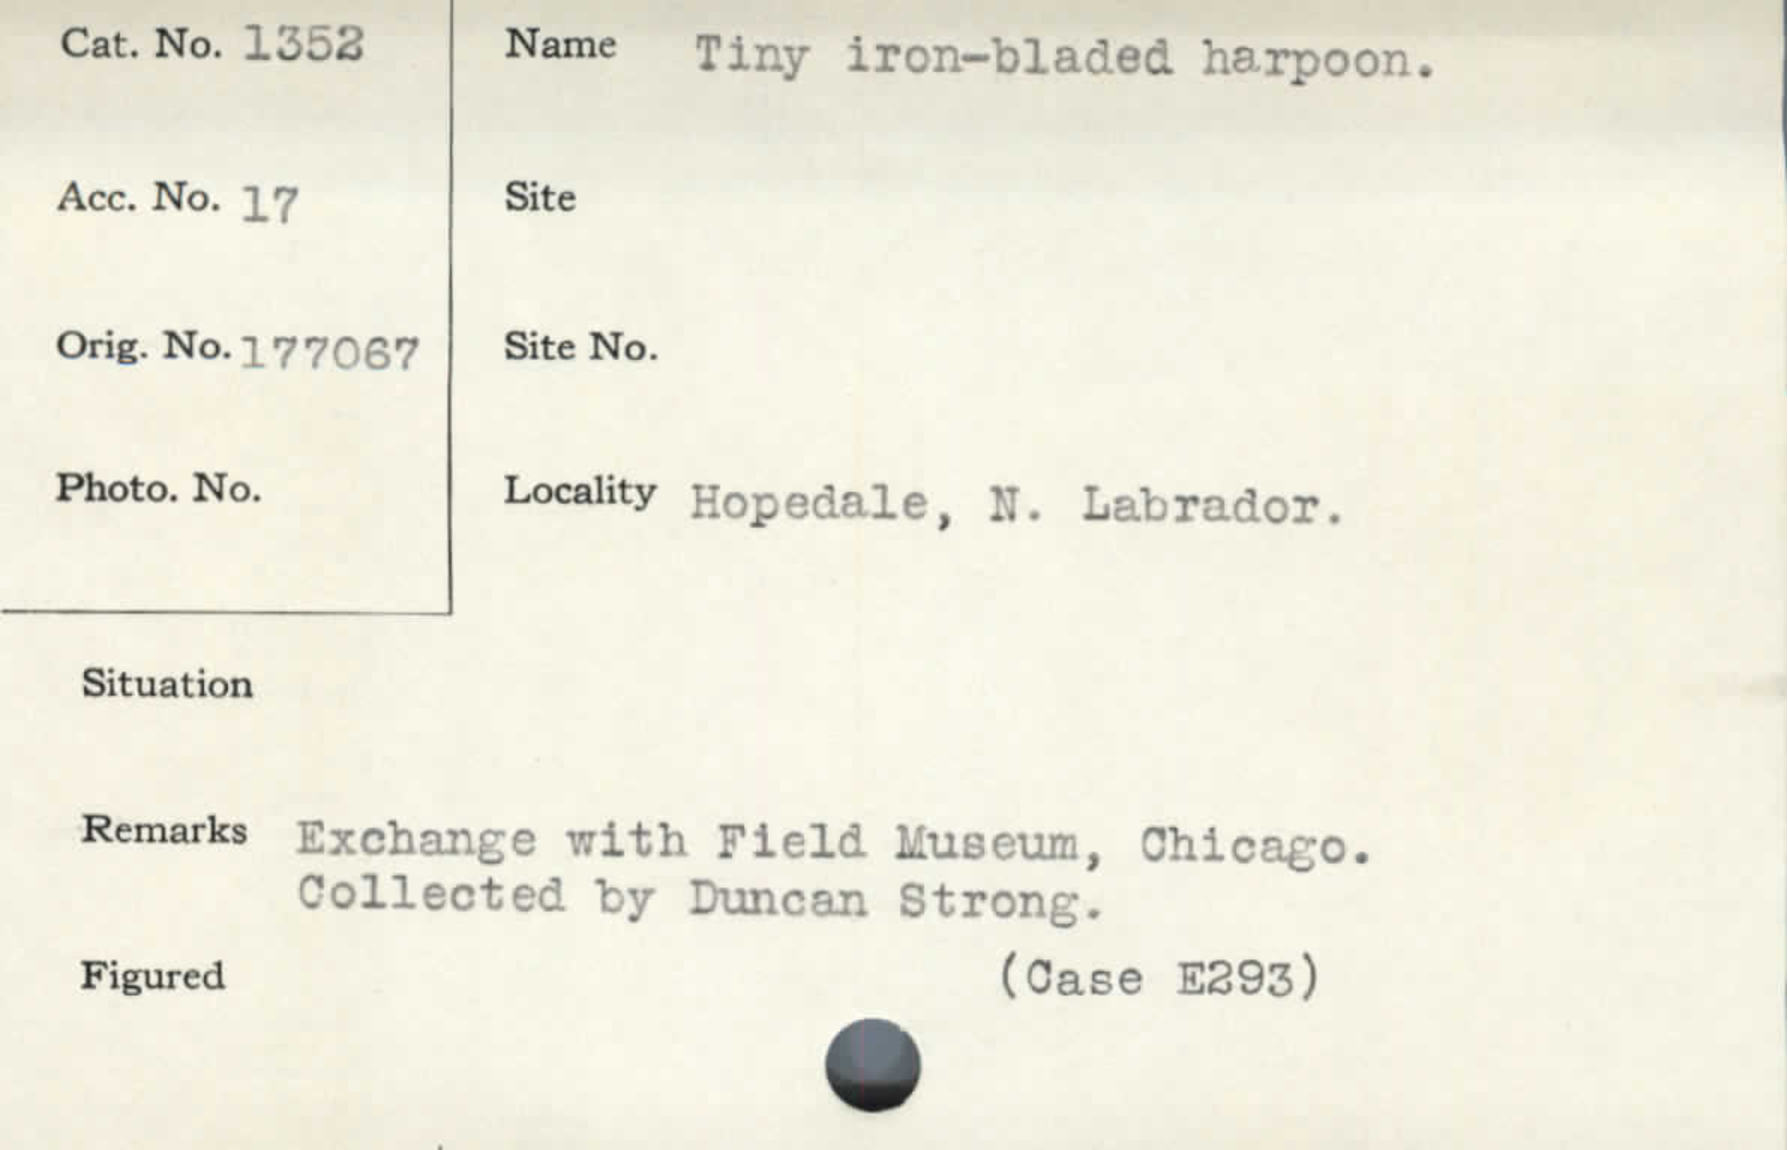 Cat. No. 1352
Name Tiny iron-bladed harpoon.
Acc. No. 17
Site
Orig. No. 177067
Site No.
Photo. No.
Locality Hopedale, N. Labrador.
Situation
Remarks Exchange with Field Museum, Chicago.
Collected by Duncan Strong.
Figured (Case E293)